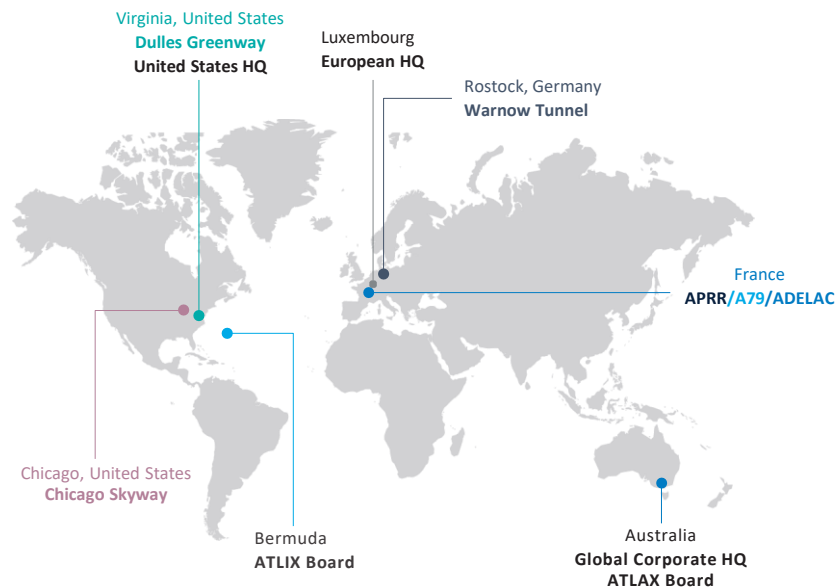 Virginia, United States
Dulles Greenway
United States HQ
Luxembourg
European HQ
Rostock, Germany
Warnow Tunnel
France
APRR/A79/ADELAC
Chicago, United States
Chicago Skyway
Bermuda
ATLIX Board
Australia
Global Corporate HQ
ATLAX Board